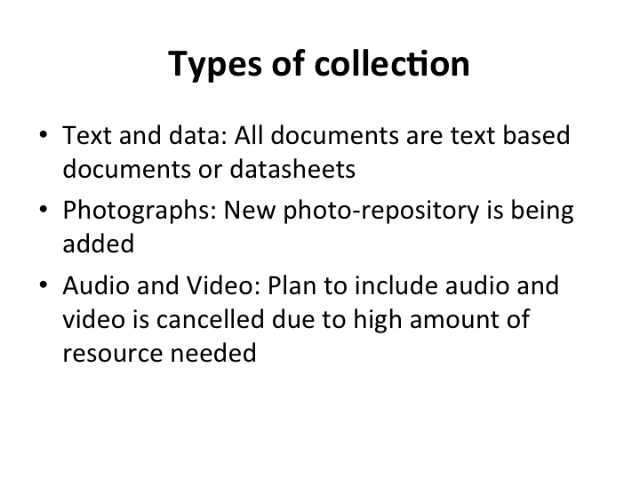 Types of collection
• Text and data: All documents are text based
documents or datasheets
• Photographs: New photo-repository is being
added
• Audio and Video: Plan to include audio and
video is cancelled due to high amount of
resource needed